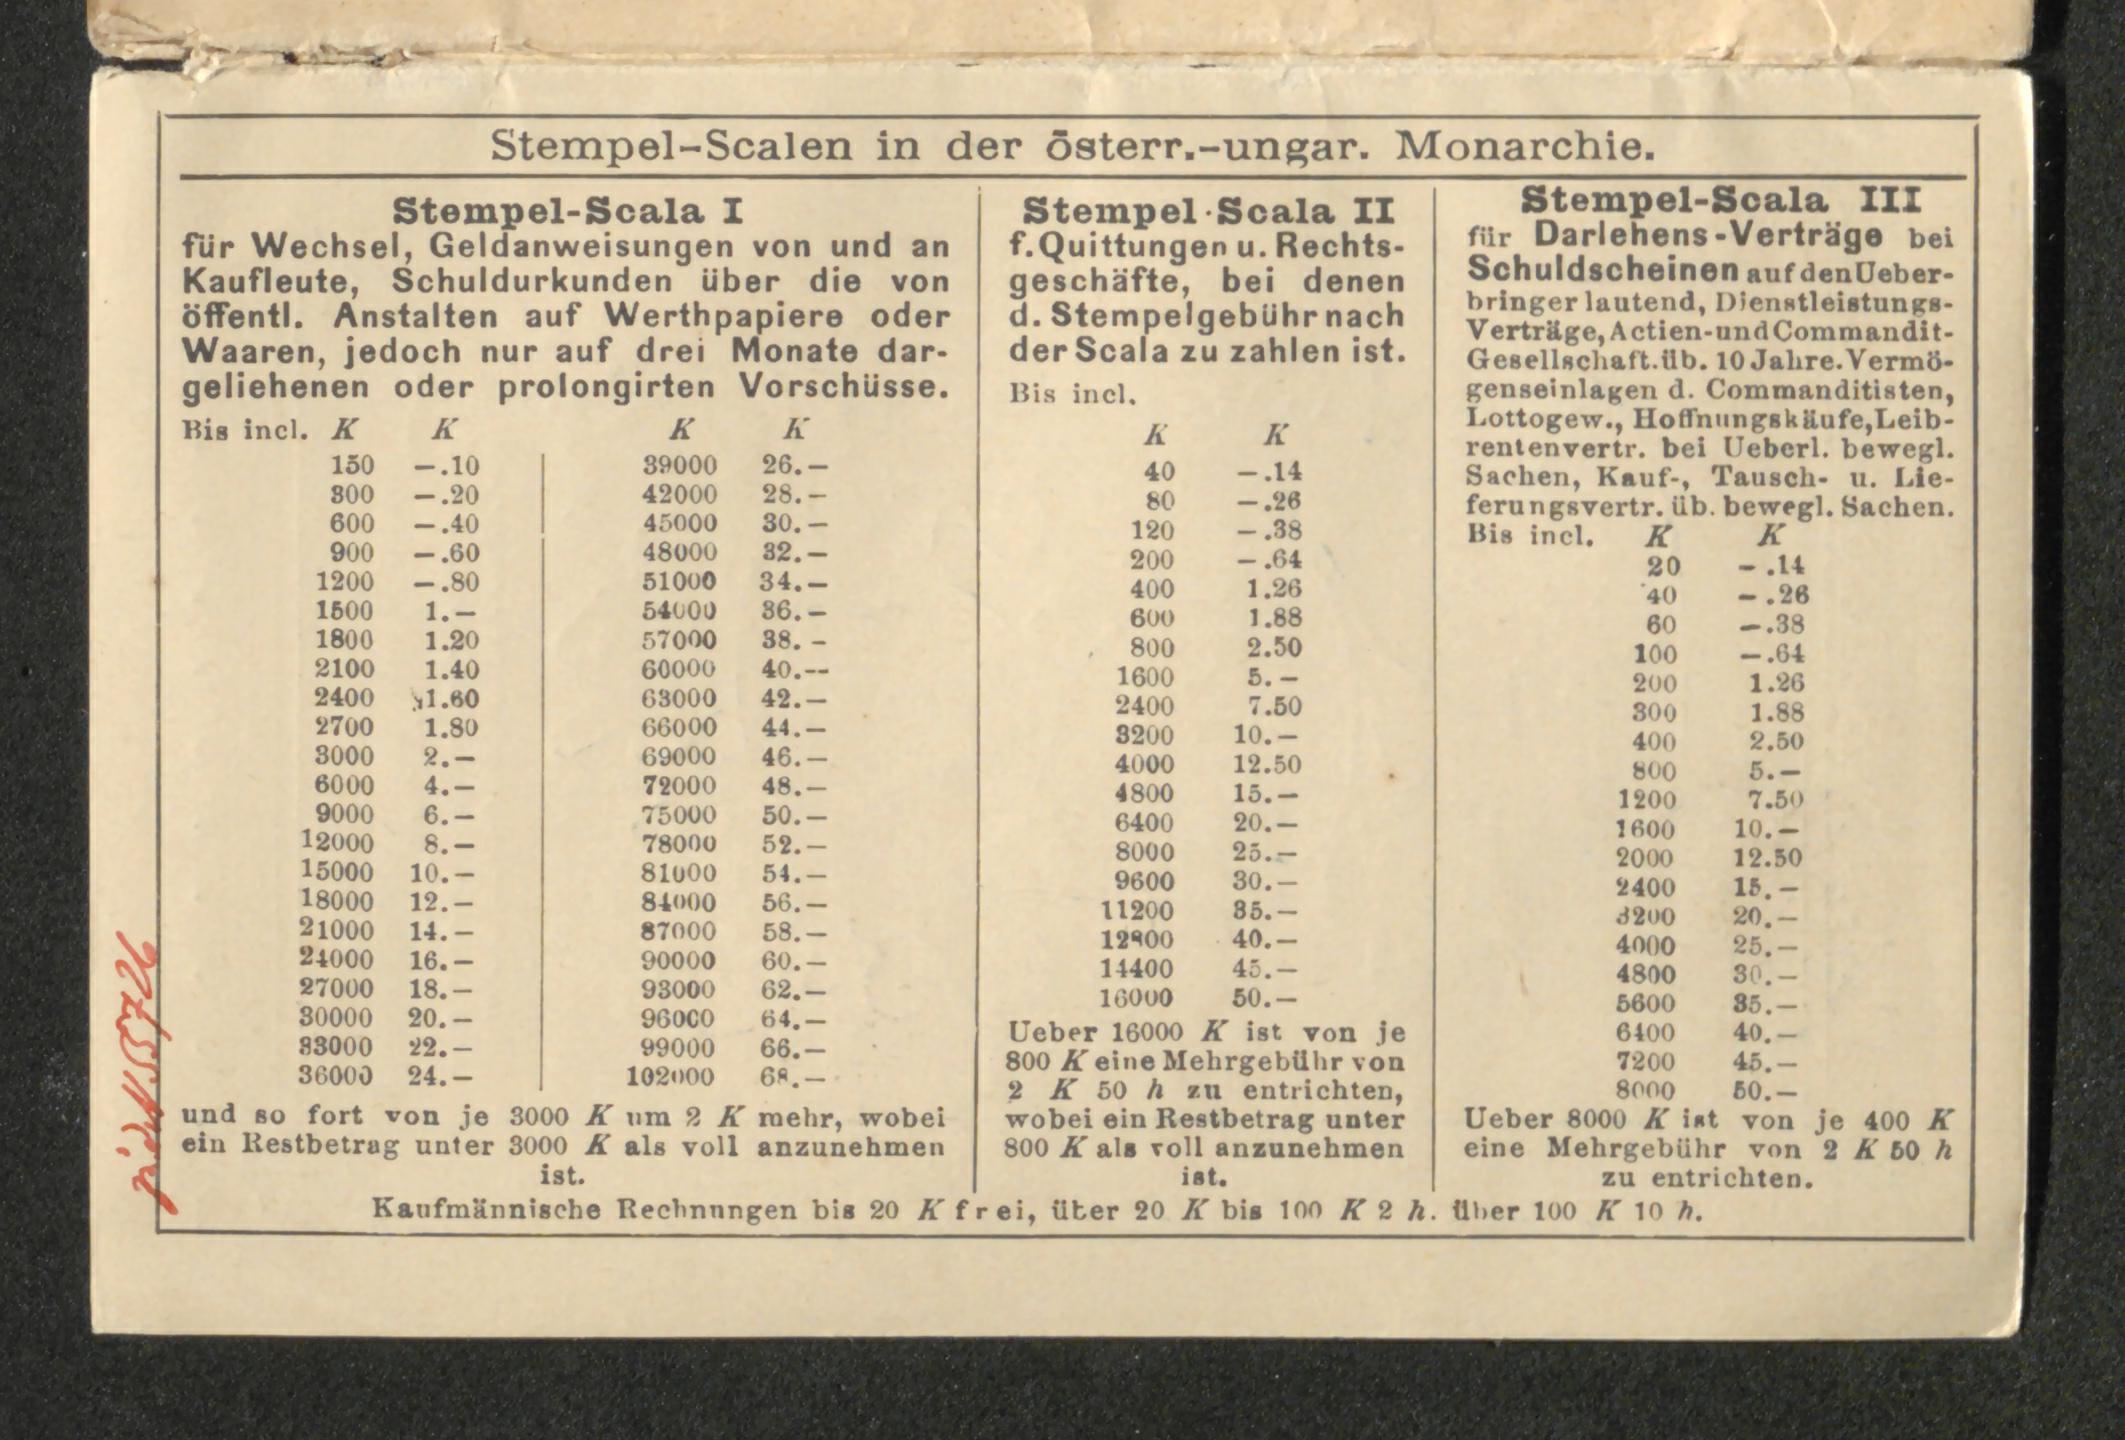 Stempel-Scalen in der österr.-ungar. Monarchie.
Stempel-Scala I
für Wechsel, Geldanweisungen von und an
Kaufleute, Schuldurkunden über die von
öffentl. Anstalten auf Werthpapiere oder
Waaren, jedoch nur auf drei Monate dar-
geliehenen oder prolongirten Vorschüsse.
Bis incl. K K K K
150 —.10 39000 26.—
300 —.20 42000 28.—
600 —.40 45000 30.—
900 —.60 48000 32.—
1200 —.80 51000 34.—
1500 1.— 54000 36.—
1800 1.20 57000 38.-
2100 1.40 60000 40.--
2400 1.60 63000 42.—
2700 1.80 66000 44.—
3000 2.— 69000 46.—
6000 4.— 72000 48.—
9000 6.— 75000 50.—
12000 8.— 78000 52.—
15000 10.— 81000 54.—
18000 12.— 84000 56.—
21000 14.— 87000 58.—
24000 16.— 90000 60.—
27000 18.— 93000 62.—
30000 20.— 96000 64.—
33000 22.— 99000 66.—
36000 24.— 102000 68.—
und so fort von je 3000 K um 2 K mehr, wobei
ein Restbetrag unter 3000 K als voll anzunehmen
ist.
Stempel-Scala II
f. Quittungen u. Rechts-
geschäfte, bei denen
d. Stempelgebühr nach
der Scala zu zahlen ist.
Bis incl.
K K
40 —.14
80 —.26
120 —.38
200 —.64
400 1.26
600 1.88
800 2.50
1600 5.—
2400 7.50
3200 10.—
4000 12.50
4800 15.—
6400 20.—
8000 25.—
9600 30.—
11200 35.—
12800 40.—
14400 45.—
16000 50.—
Ueber 16000 K ist von je
800 K eine Mehrgebühr von
2 K 50 h zu entrichten,
wobei ein Restbetrag unter
800 K als voll anzunehmen
ist.
Stempel-Scala III
für Darlehens-Verträge bei
Schuldscheinen auf den Ueber-
bringer lautend, Dienstleistungs-
Verträge, Actien- und Commandit-
Gesellschaft. üb. 10 Jahre. Vermö-
genseinlagen d. Commanditisten,
Lottogew., Hoffnungskäufe, Leib-
rentenvertr. bei Ueberl. bewegl.
Sachen, Kauf-, Tausch- u. Lie-
ferungsvertr. üb. bewegl. Sachen.
Bis incl. K K
20 —.14
40 —.26
60 —.38
100 —.64
200 1.26
300 1.88
400 2.50
800 5.—
1200 7.50
1600 10.—
2000 12.50
2400 15.—
3200 20.—
4000 25.—
4800 30.—
5600 35.—
6400 40.—
7200 45.—
8000 50.—
Ueber 8000 K ist von je 400 K
eine Mehrgebühr von 2 K 50 h
zu entrichten.
Kaufmännische Rechnungen bis 20 K frei, über 20 K bis 100 K 2 h. über 100 K 10 h.